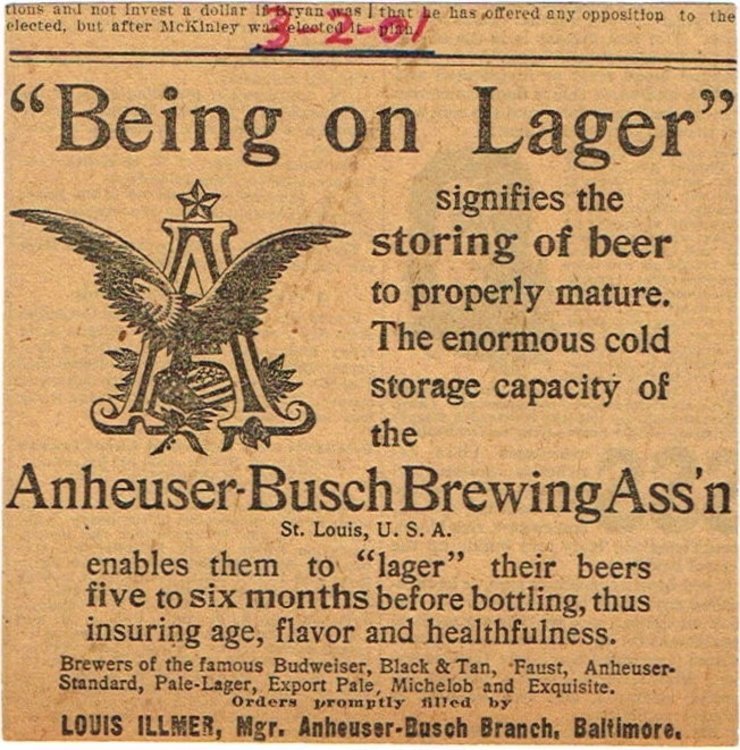 tions and not invest a dollar if Bryan was
elected, but after McKinley was elected it
that he has offered any opposition to the
plan.
3-2-01
“Being on Lager”
signifies the
storing of beer
to properly mature.
The enormous cold
storage capacity of
the
A
Anheuser-Busch Brewing Ass'n
St. Louis, U. S. A.
enables them to “lager” their beers
five to six months before bottling, thus
insuring age, flavor and healthfulness.
Brewers of the famous Budweiser, Black & Tan, Faust, Anheuser-
Standard, Pale-Lager, Export Pale, Michelob and Exquisite.
Orders promptly filled by
LOUIS ILLMER, Mgr. Anheuser-Busch Branch, Baltimore.